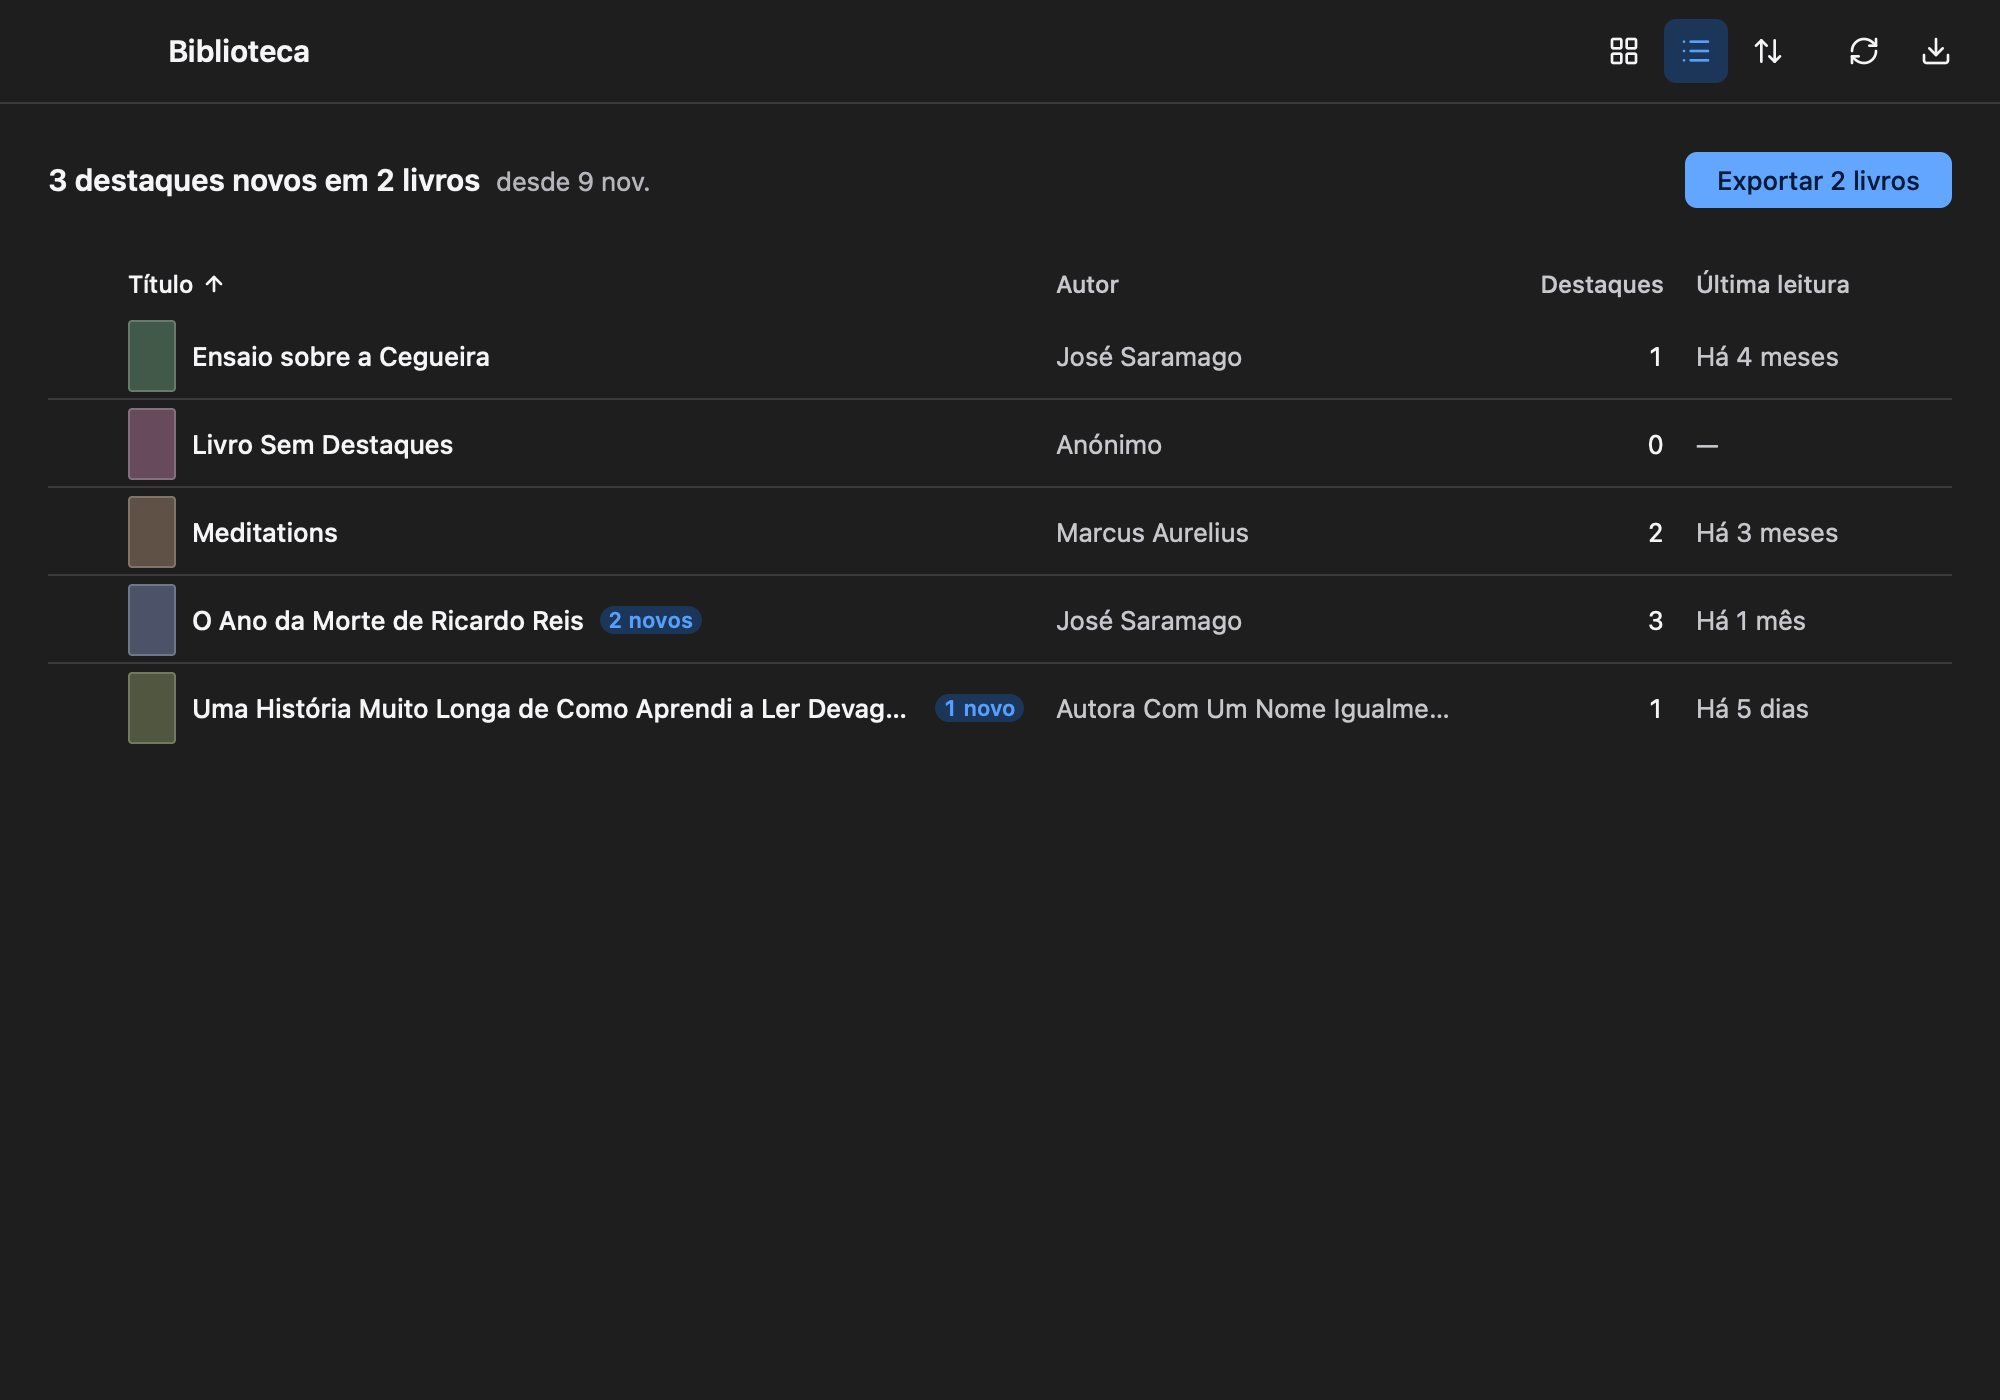 Biblioteca
3 destaques novos em 2 livros desde 9 nov.
Exportar 2 livros
Título Autor Destaques Última leitura
Ensaio sobre a Cegueira José Saramago 1 Há 4 meses
Livro Sem Destaques Anónimo 0 —
Meditations Marcus Aurelius 2 Há 3 meses
O Ano da Morte de Ricardo Reis 2 novos José Saramago 3 Há 1 mês
Uma História Muito Longa de Como Aprendi a Ler Devag... 1 novo Autora Com Um Nome Igualme... 1 Há 5 dias